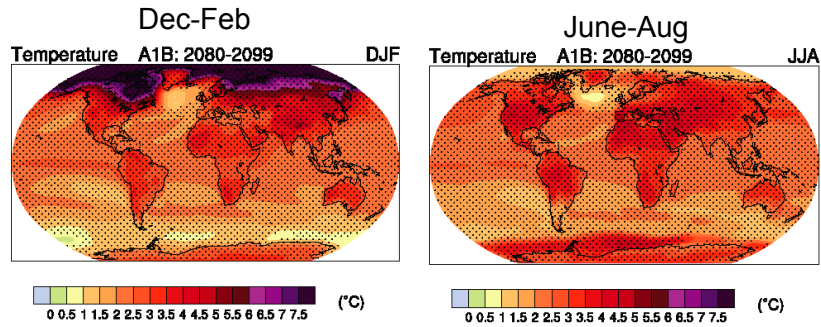 Dec-Feb
Temperature A1B: 2080-2099 DJF
0 0.5 1 1.5 2 2.5 3 3.5 4 4.5 5 5.5 6 6.5 7 7.5 (°C)
June-Aug
Temperature A1B: 2080-2099 JJA
0 0.5 1 1.5 2 2.5 3 3.5 4 4.5 5 5.5 6 6.5 7 7.5 (°C)